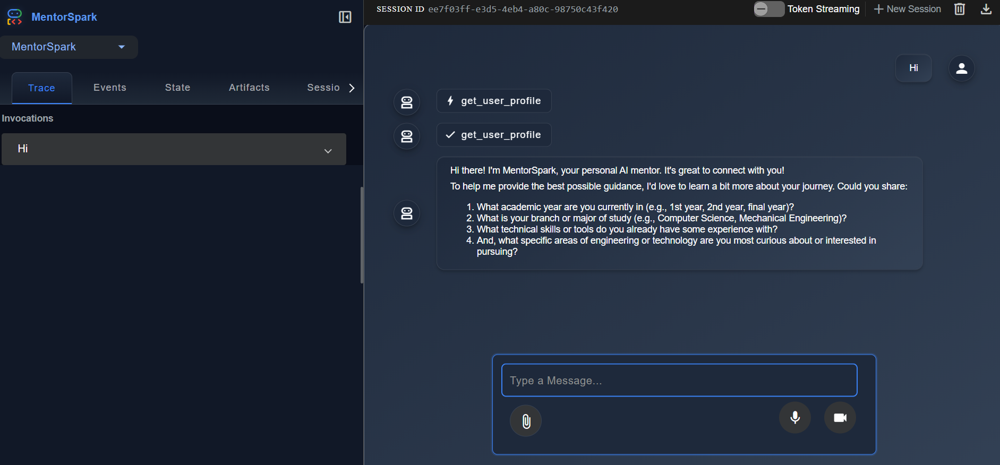 MentorSpark
MentorSpark
Trace Events State Artifacts Sessio
Invocations
Hi
SESSION ID ee7f03ff-e3d5-4eb4-a80c-98750c43f420 Token Streaming New Session
Hi
get_user_profile
get_user_profile
Hi there! I'm MentorSpark, your personal AI mentor. It's great to connect with you!
To help me provide the best possible guidance, I'd love to learn a bit more about your journey. Could you share:
1. What academic year are you currently in (e.g., 1st year, 2nd year, final year)?
2. What is your branch or major of study (e.g., Computer Science, Mechanical Engineering)?
3. What technical skills or tools do you already have some experience with?
4. And, what specific areas of engineering or technology are you most curious about or interested in
pursuing?
Type a Message...